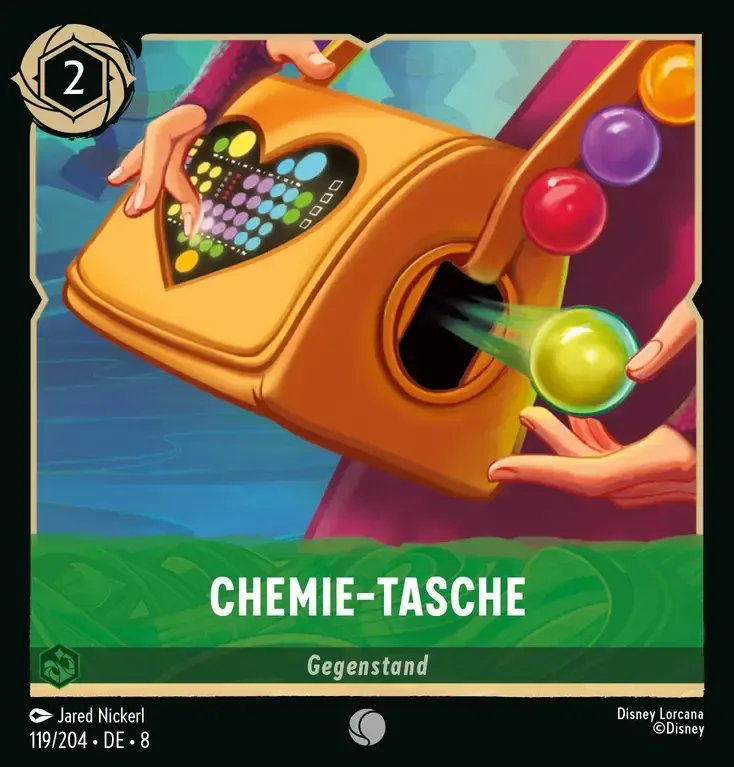 2
CHEMIE-TASCHE
Gegenstand
Jared Nickerl
119/204 • DE • 8
Disney Lorcana
©Disney